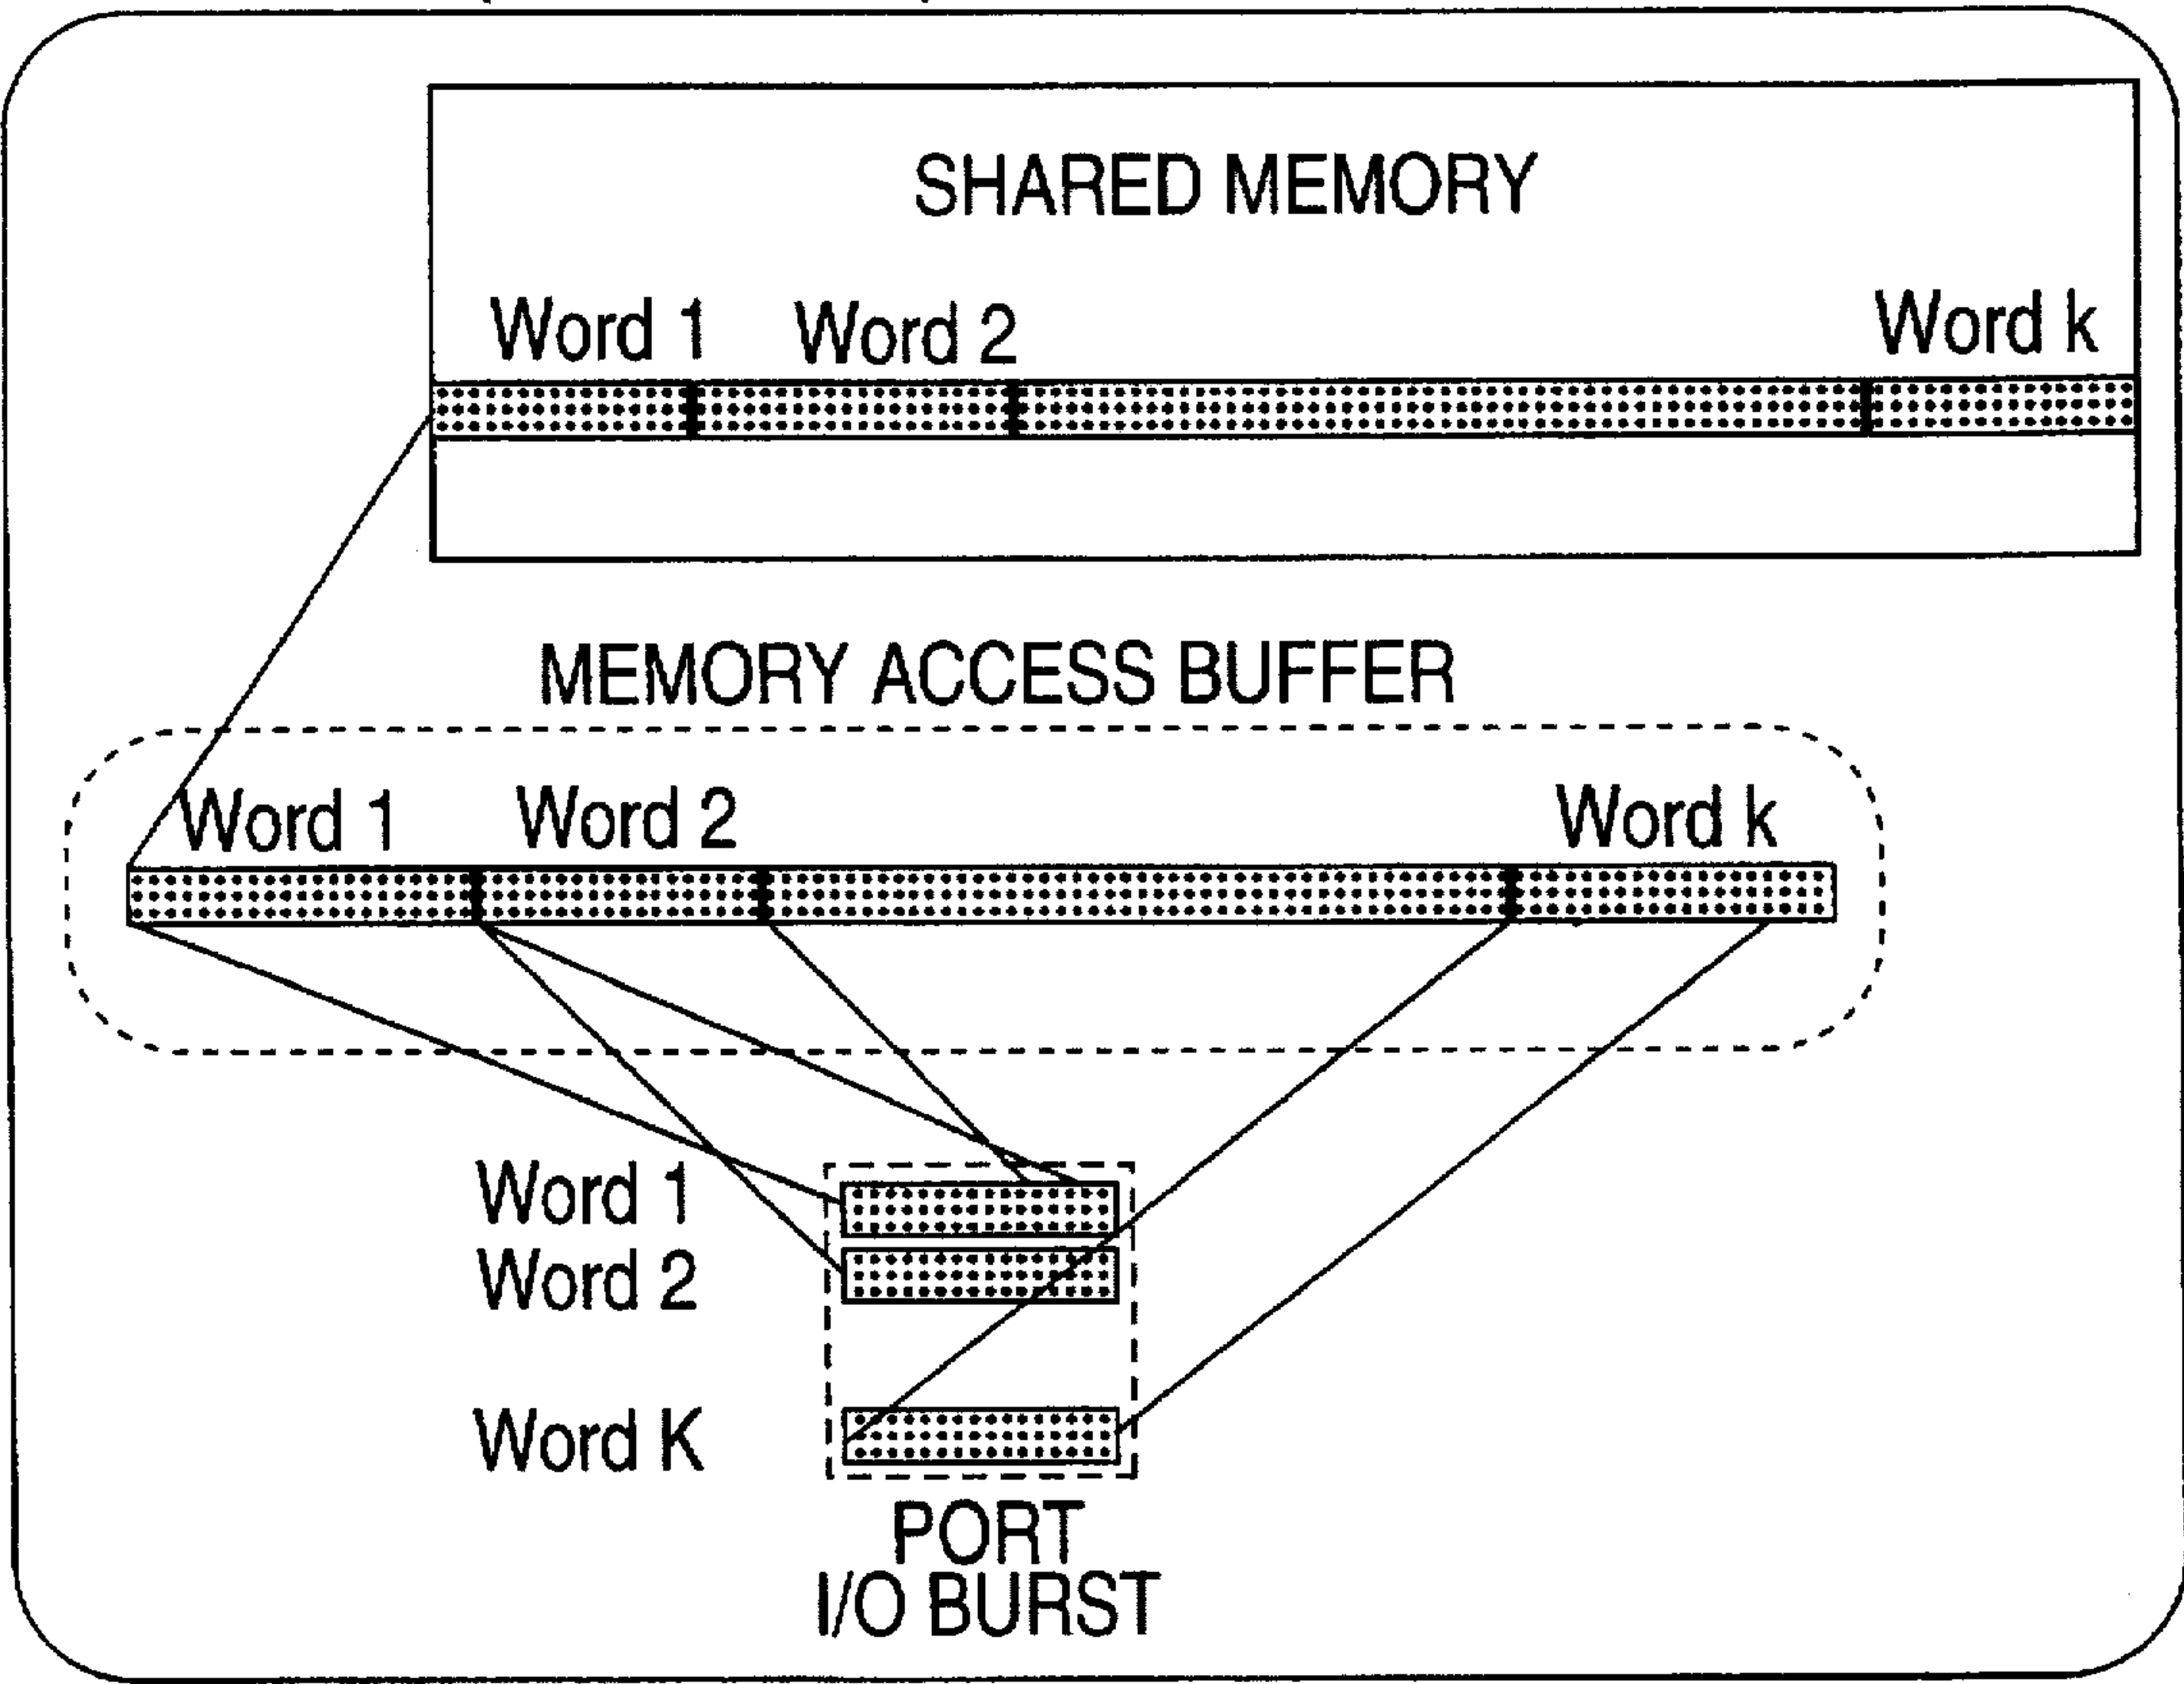 SHARED MEMORY
Word 1 Word 2 Word k
MEMORY ACCESS BUFFER
Word 1 Word 2 Word k
Word 1
Word 2
Word K
PORT
I/O BURST